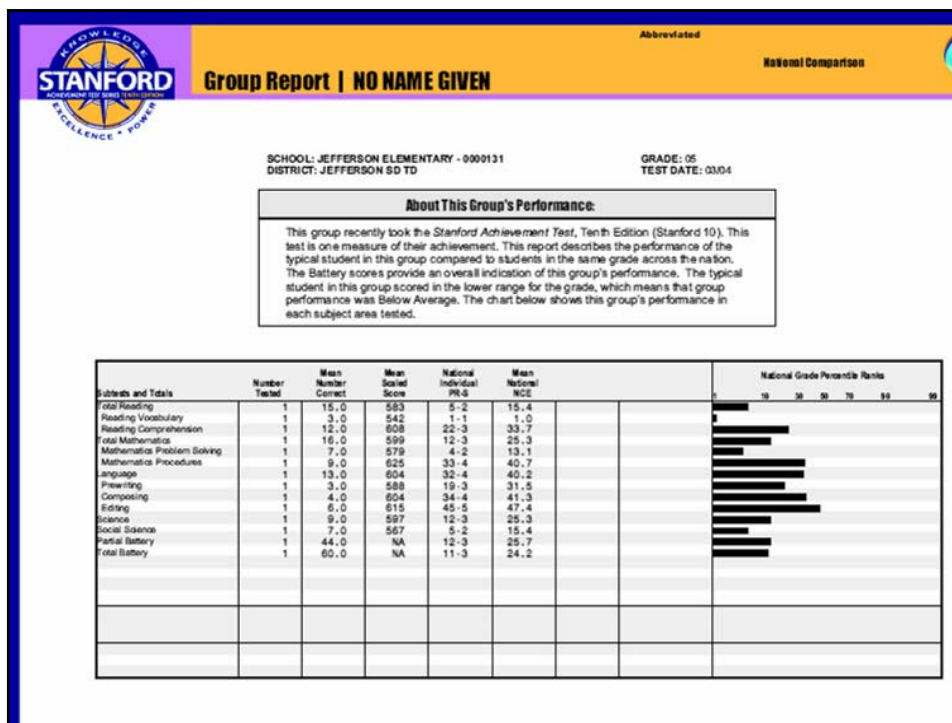 Abbreviated
National Comparison
KNOWLEDGE
STANFORD
ACHIEVEMENT TEST SERIES TENTH EDITION
EXCELLENCE • POWER
Group Report | NO NAME GIVEN
SCHOOL: JEFFERSON ELEMENTARY - 0000131
DISTRICT: JEFFERSON SD TD
GRADE: 05
TEST DATE: 03/04
About This Group's Performance:
This group recently took the Stanford Achievement Test, Tenth Edition (Stanford 10). This
test is one measure of their achievement. This report describes the performance of the
typical student in this group compared to students in the same grade across the nation.
The Battery scores provide an overall indication of this group's performance. The typical
student in this group scored in the lower range for the grade, which means that group
performance was Below Average. The chart below shows this group's performance in
each subject area tested.
Subtests and Totals Number Tested Mean Number Correct Mean Scaled Score National Individual PR-S Mean National NCE National Grade Percentile Ranks
1 10 30 50 70 90 99
Total Reading 1 15.0 583 5-2 15.4
Reading Vocabulary 1 3.0 542 1-1 1.0
Reading Comprehension 1 12.0 608 22-3 33.7
Total Mathematics 1 16.0 599 12-3 25.3
Mathematics Problem Solving 1 7.0 579 4-2 13.1
Mathematics Procedures 1 9.0 625 33-4 40.7
Language 1 13.0 604 32-4 40.2
Prewriting 1 3.0 588 19-3 31.5
Composing 1 4.0 604 34-4 41.3
Editing 1 6.0 615 45-5 47.4
Science 1 9.0 597 12-3 25.3
Social Science 1 7.0 567 5-2 15.4
Partial Battery 1 44.0 NA 12-3 25.7
Total Battery 1 60.0 NA 11-3 24.2